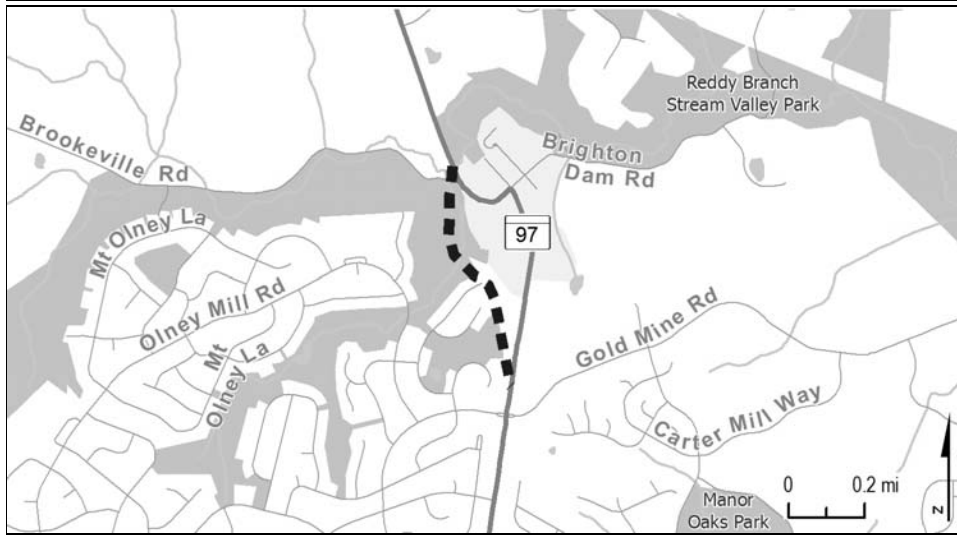 Reddy Branch
Stream Valley Park
Brookeville Rd
Brighton
Dam Rd
Mt Olney La
97
Olney Mill Rd
Mt
Olney La
Gold Mine Rd
Carter Mill Way
0 0.2 mi
Manor
Oaks Park
N